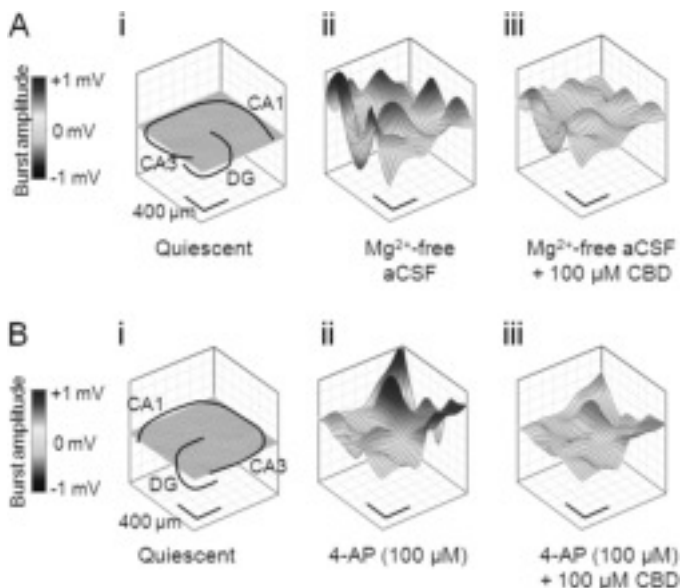 A
i
ii
iii
Burst amplitude
+1 mV
0 mV
-1 mV
CA1
CA3
DG
400 µm
Quiescent
Mg²⁺-free
aCSF
Mg²⁺-free aCSF
+ 100 µM CBD
B
i
ii
iii
Burst amplitude
+1 mV
0 mV
-1 mV
CA1
CA3
DG
400 µm
Quiescent
4-AP (100 µM)
4-AP (100 µM)
+ 100 µM CBD